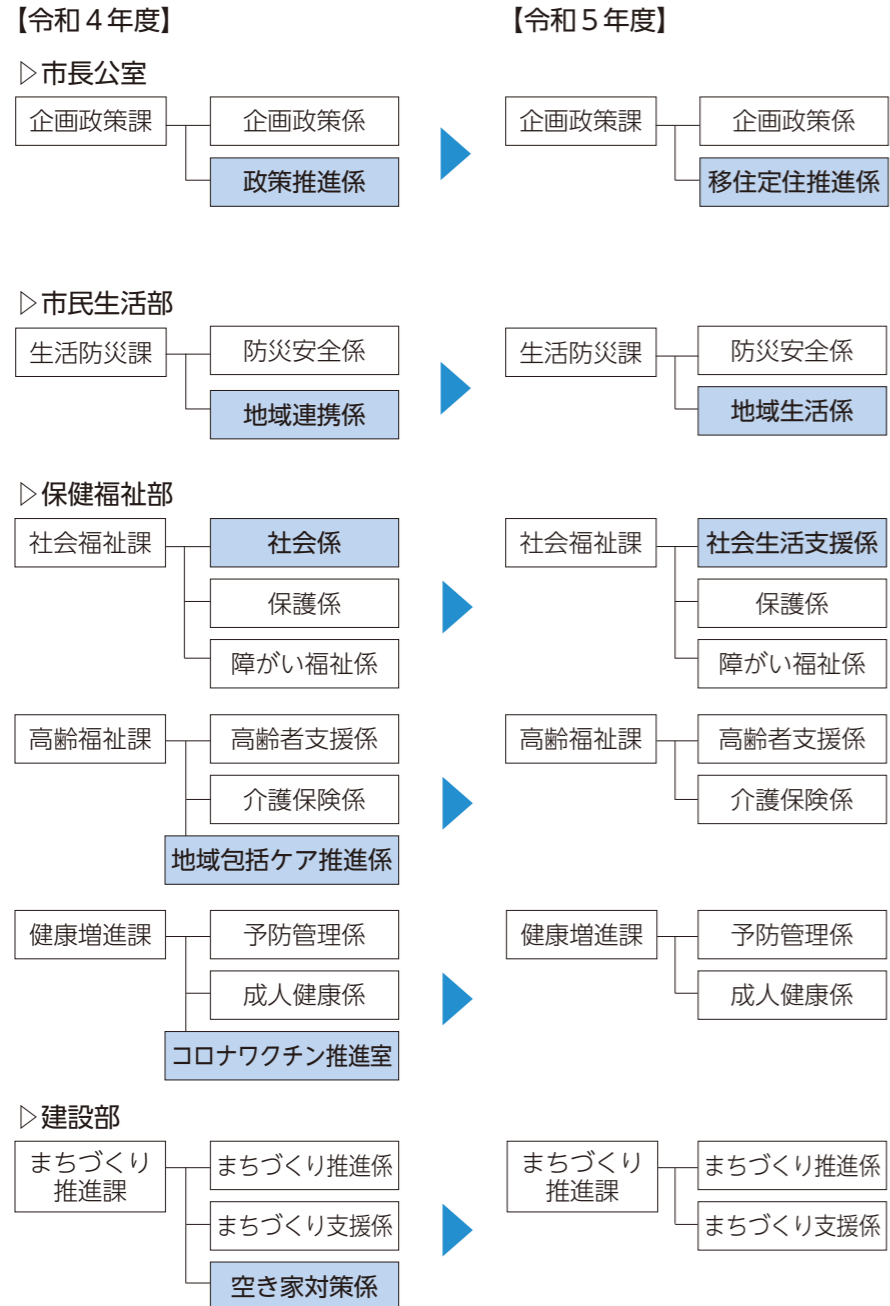 【令和４年度】
【令和５年度】
▷市長公室
企画政策課
企画政策係
政策推進係
企画政策課
企画政策係
移住定住推進係
▷市民生活部
生活防災課
防災安全係
地域連携係
生活防災課
防災安全係
地域生活係
▷保健福祉部
社会福祉課
社会係
保護係
障がい福祉係
社会福祉課
社会生活支援係
保護係
障がい福祉係
高齢福祉課
高齢者支援係
介護保険係
地域包括ケア推進係
高齢福祉課
高齢者支援係
介護保険係
健康増進課
予防管理係
成人健康係
コロナワクチン推進室
健康増進課
予防管理係
成人健康係
▷建設部
まちづくり
推進課
まちづくり推進係
まちづくり支援係
空き家対策係
まちづくり
推進課
まちづくり推進係
まちづくり支援係